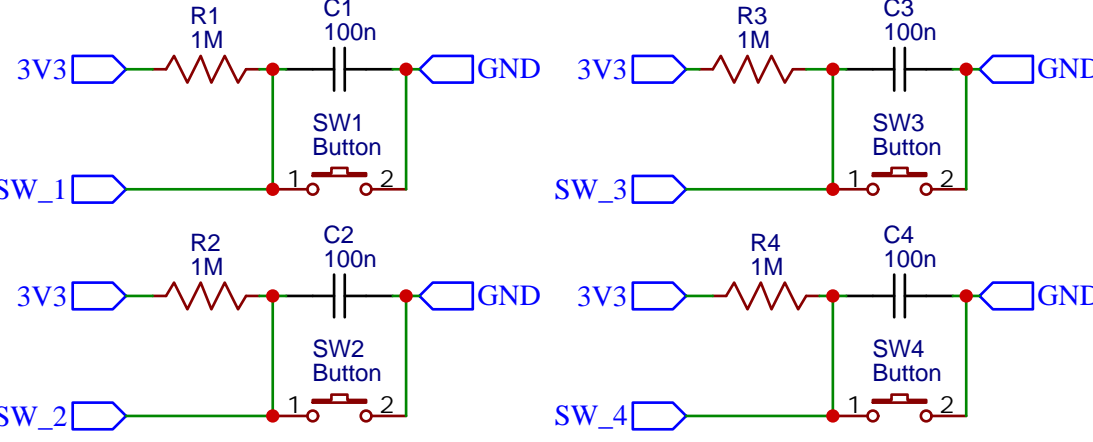 R1
1M
C1
100n
3V3
GND
SW1
Button
1
2
SW_1
R3
1M
C3
100n
3V3
GND
SW3
Button
1
2
SW_3
R2
1M
C2
100n
3V3
GND
SW2
Button
1
2
SW_2
R4
1M
C4
100n
3V3
GND
SW4
Button
1
2
SW_4